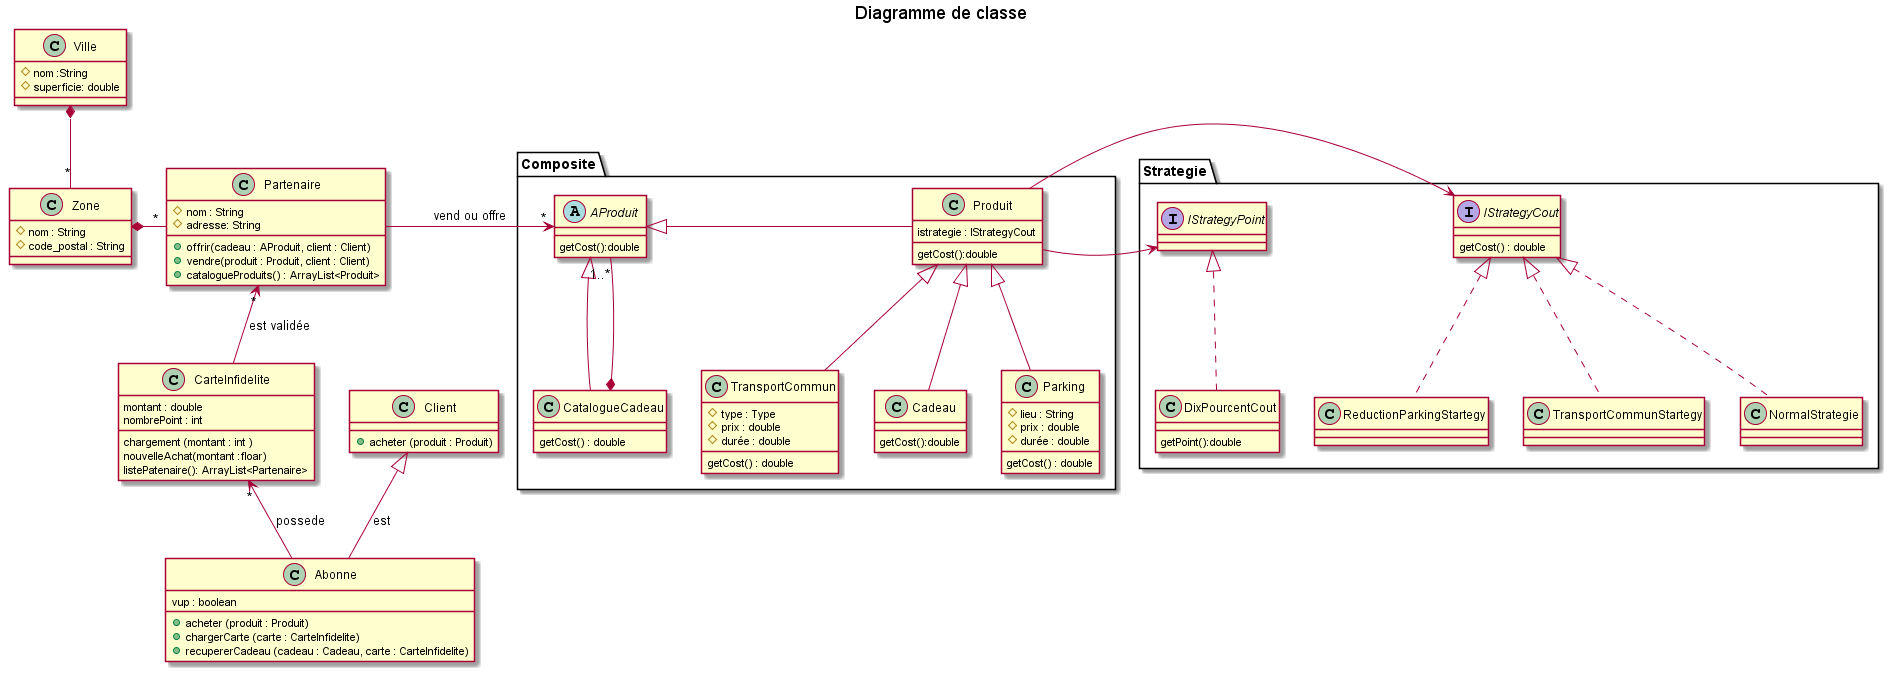 Diagramme de classe
C Ville
nom :String
superficie: double
*
C Zone
nom : String
code_postal : String
*
C Partenaire
nom : String
adresse: String
offrir(cadeau : AProduit, client : Client)
vendre(produit : Produit, client : Client)
catalogueProduits() : ArrayList<Produit>
vend ou offre
*
*
est validée
C CarteInfidelite
montant : double
nombrePoint : int
chargement (montant : int )
nouvelleAchat(montant :floar)
listePatenaire(): ArrayList<Partenaire>
*
possede
C Client
acheter (produit : Produit)
est
C Abonne
vup : boolean
acheter (produit : Produit)
chargerCarte (carte : CarteInfidelite)
recupererCadeau (cadeau : Cadeau, carte : CarteInfidelite)
Composite
A AProduit
getCost():double
1..*
C CatalogueCadeau
getCost() : double
C Produit
istrategie : IStrategyCout
getCost():double
C TransportCommun
type : Type
prix : double
durée : double
getCost() : double
C Cadeau
getCost():double
C Parking
lieu : String
prix : double
durée : double
getCost() : double
Strategie
I IStrategyPoint
I IStrategyCout
getCost() : double
C DixPourcentCout
getPoint():double
C ReductionParkingStartegy
C TransportCommunStartegy
C NormalStrategie